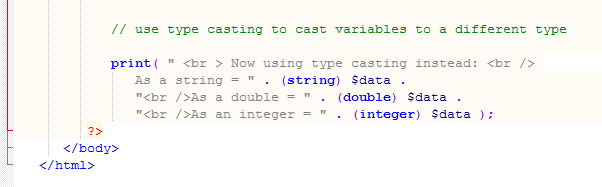 // use type casting to cast variables to a different type
print( " <br > Now using type casting instead: <br />
As a string = " . (string) $data .
"<br />As a double = " . (double) $data .
"<br />As an integer = " . (integer) $data );
?>
</body>
</html>